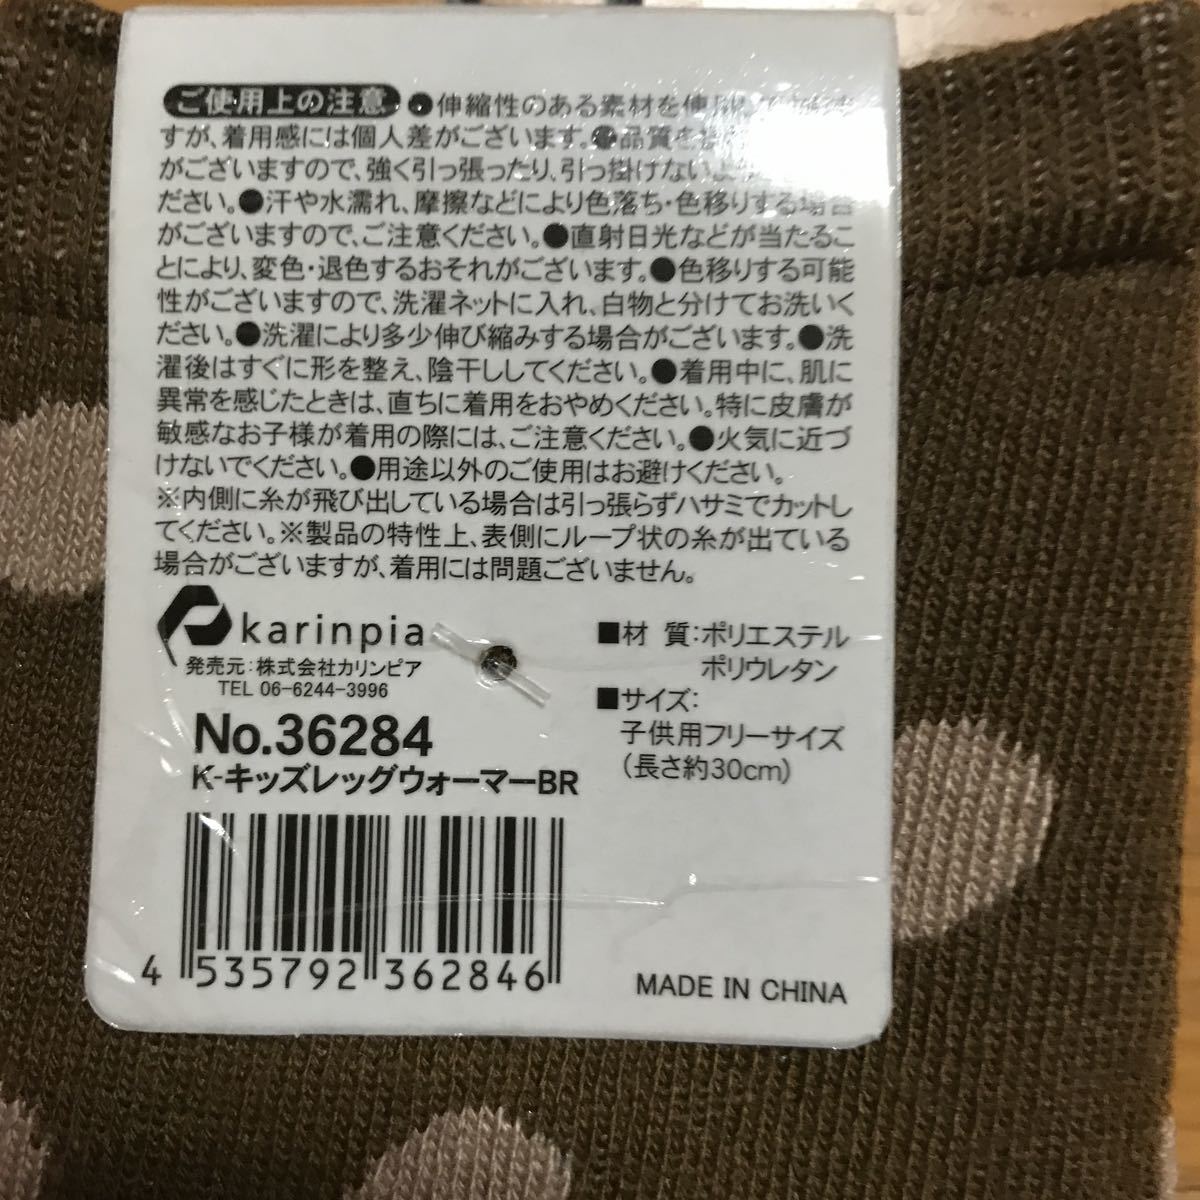 ご使用上の注意 ●伸縮性のある素材を使
すが、着用感には個人差がございます。●品質を
がございますので、強く引っ張ったり、引っ掛けないよ
ださい。●汗や水濡れ、摩擦などにより色落ち・色移りする場合
がございますので、ご注意ください。●直射日光などが当たるこ
とにより、変色・退色するおそれがございます。●色移りする可能
性がございますので、洗濯ネットに入れ、白物と分けてお洗いく
ださい。●洗濯により多少伸び縮みする場合がございます。●洗
濯後はすぐに形を整え、陰干ししてください。●着用中に、肌に
異常を感じたときは、直ちに着用をおやめください。特に皮膚が
敏感なお子様が着用の際には、ご注意ください。●火気に近づ
けないでください。●用途以外のご使用はお避けください。
※内側に糸が飛び出している場合は引っ張らずハサミでカットし
てください。※製品の特性上、表側にループ状の糸が出ている
場合がございますが、着用には問題ございません。
karinpia
発売元：株式会社カリンピア
TEL 06-6244-3996
No.36284
K-キッズレッグウォーマーBR
■材 質：ポリエステル
ポリウレタン
■サイズ：
子供用フリーサイズ
（長さ約30cm）
4 535792 362846
MADE IN CHINA